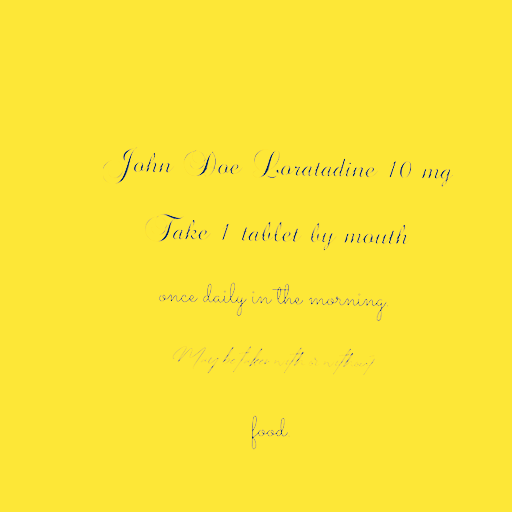 John Doe Loratadine 10 mg
Take 1 tablet by mouth
once daily in the morning
May be taken with or without
food.